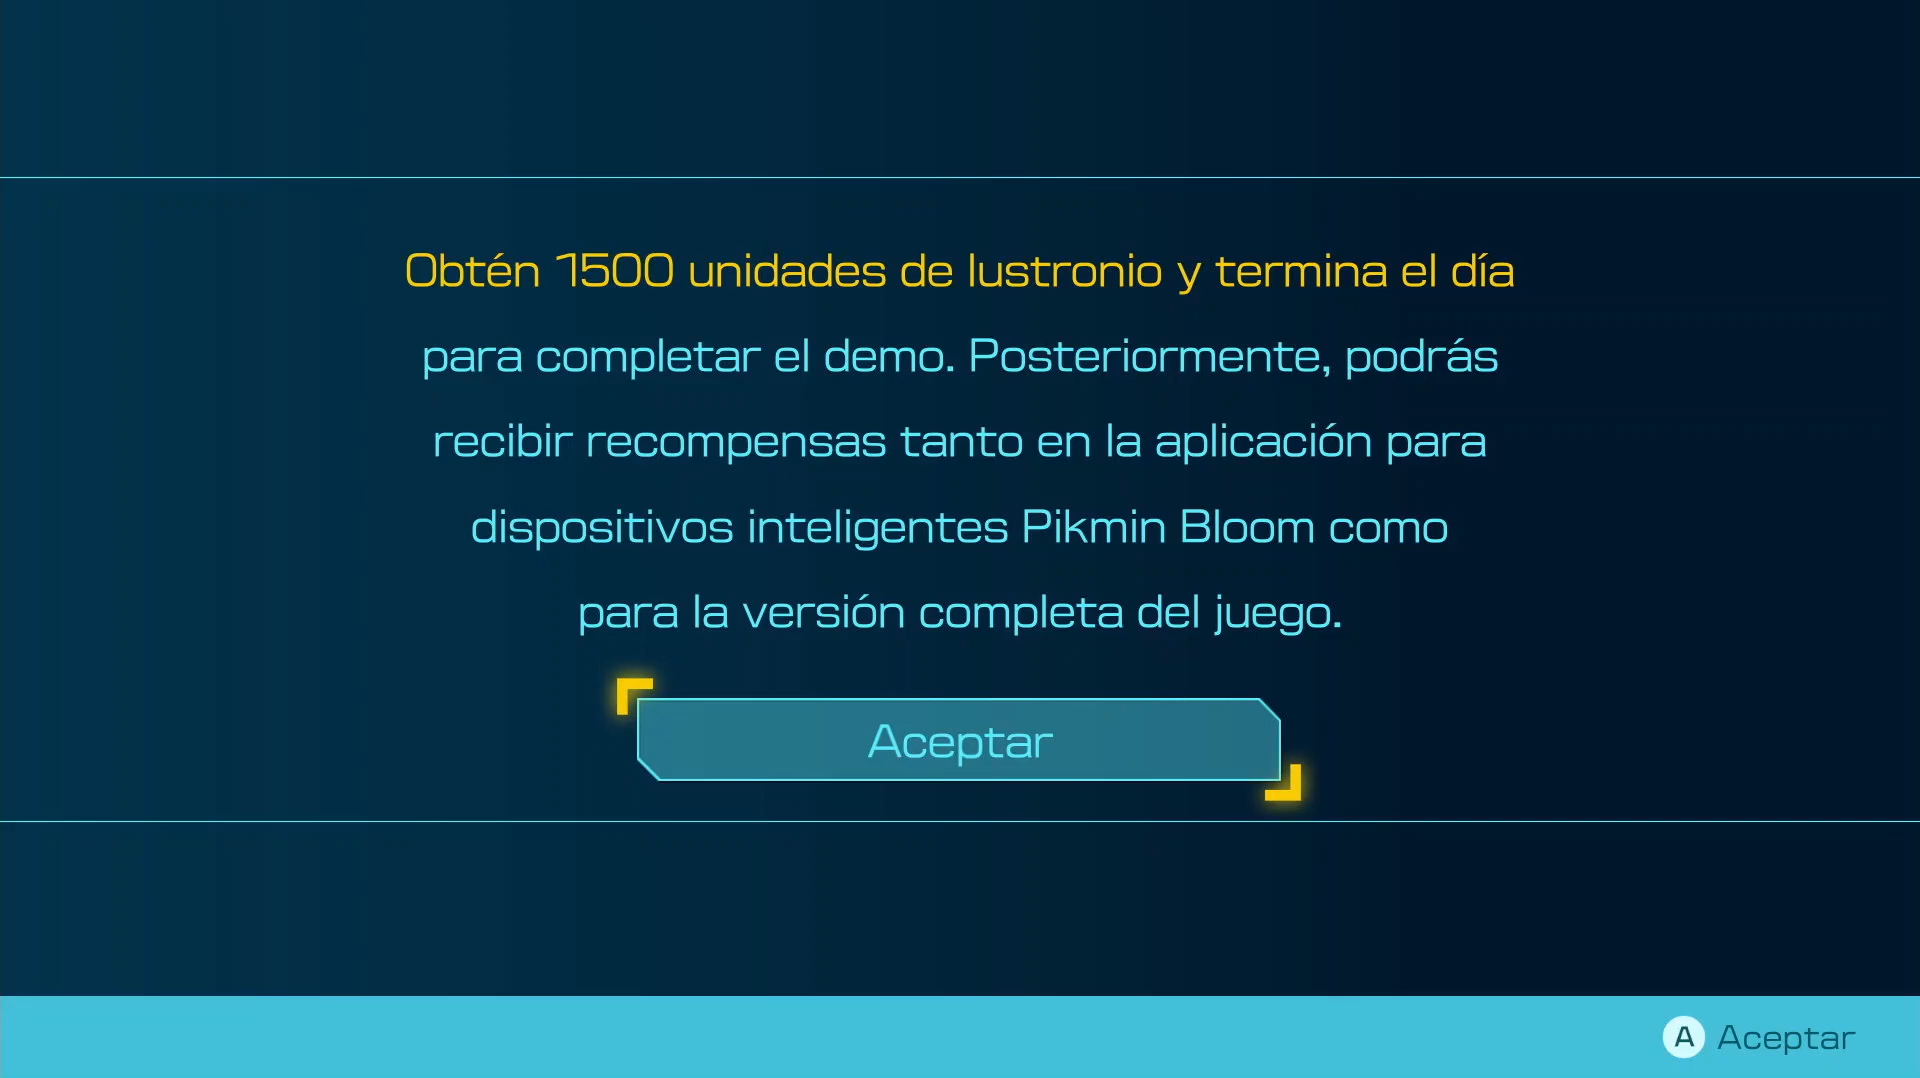 Obtén 1500 unidades de lustronio y termina el día
para completar el demo. Posteriormente, podrás
recibir recompensas tanto en la aplicación para
dispositivos inteligentes Pikmin Bloom como
para la versión completa del juego.
Aceptar
A Aceptar